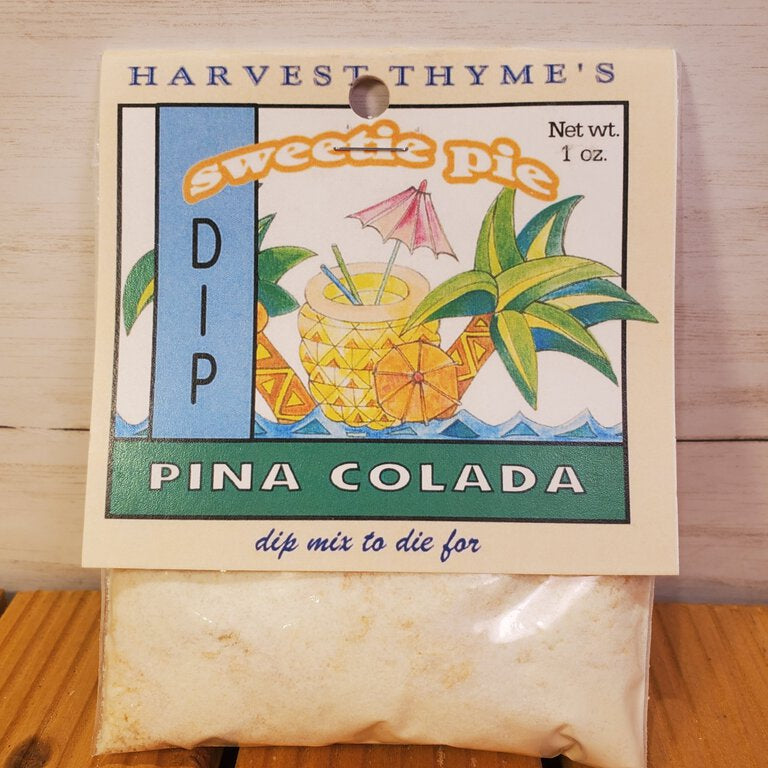 HARVEST THYME'S
sweetie pie
Net wt.
1 oz.
DIP
PINA COLADA
dip mix to die for